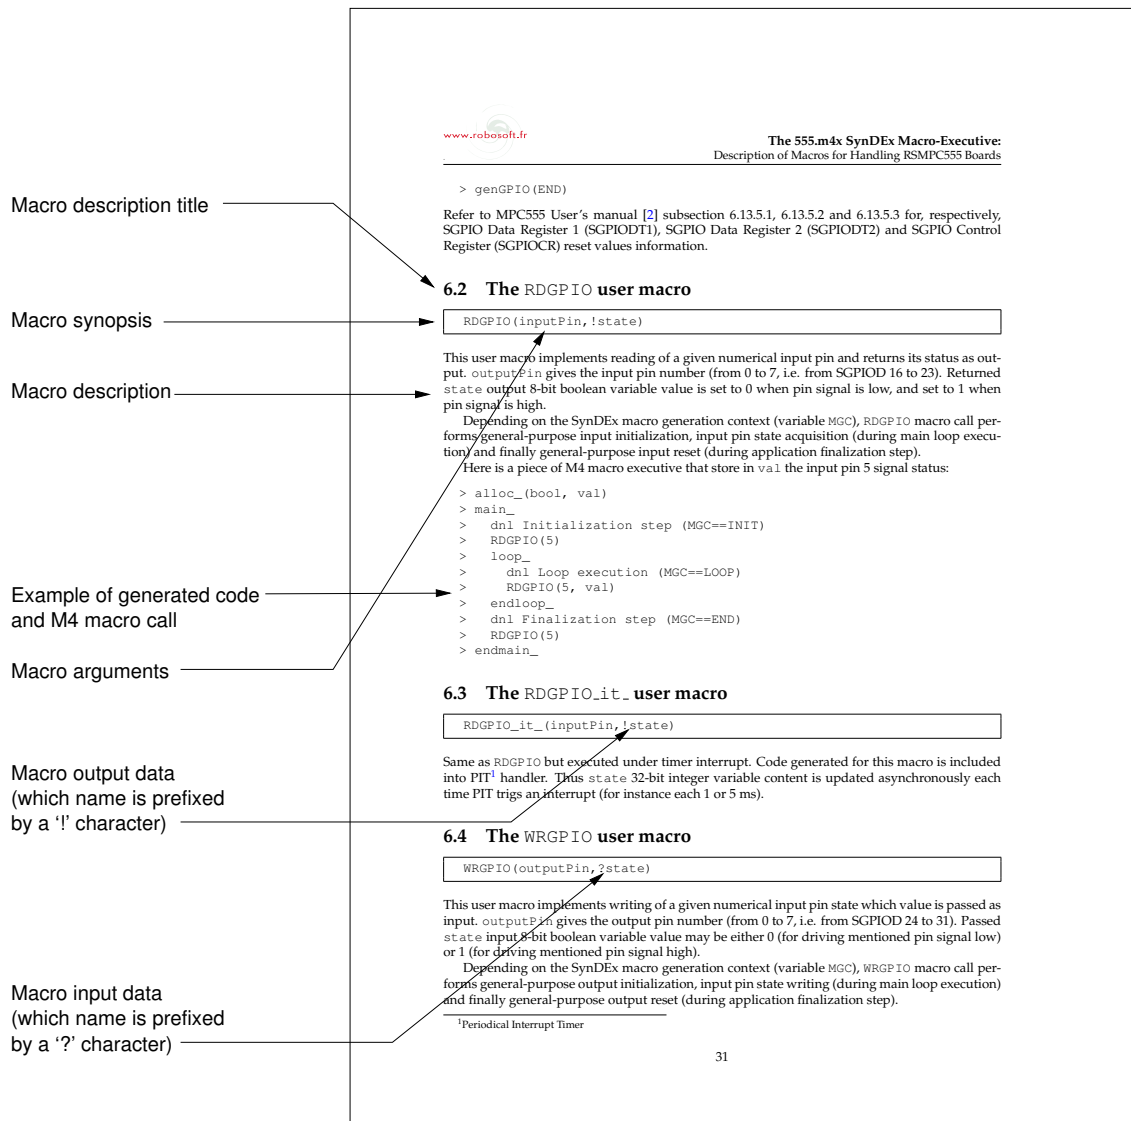 www.robosoft.fr
The 555.m4x SynDEx Macro-Executive:
Description of Macros for Handling RSMPC555 Boards
> genGPIO(END)
Macro description title
Refer to MPC555 User's manual [2] subsection 6.13.5.1, 6.13.5.2 and 6.13.5.3 for, respectively,
SGPIO Data Register 1 (SGPIODT1), SGPIO Data Register 2 (SGPIODT2) and SGPIO Control
Register (SGPIOCR) reset values information.
6.2 The RDGPIO user macro
Macro synopsis
RDGPIO(inputPin,!state)
This user macro implements reading of a given numerical input pin and returns its status as out-
put. outputPin gives the input pin number (from 0 to 7, i.e. from SGPIOD 16 to 23). Returned
Macro description
state output 8-bit boolean variable value is set to 0 when pin signal is low, and set to 1 when
pin signal is high.
Depending on the SynDEx macro generation context (variable MGC), RDGPIO macro call per-
forms general-purpose input initialization, input pin state acquisition (during main loop execu-
tion) and finally general-purpose input reset (during application finalization step).
Here is a piece of M4 macro executive that store in val the input pin 5 signal status:
> alloc_(bool, val)
> main_
> dnl Initialization step (MGC==INIT)
> RDGPIO(5)
> loop_
> dnl Loop execution (MGC==LOOP)
> RDGPIO(5, val)
> endloop_
> dnl Finalization step (MGC==END)
> RDGPIO(5)
> endmain_
Example of generated code
and M4 macro call
Macro arguments
6.3 The RDGPIO_it_ user macro
RDGPIO_it_(inputPin,!state)
Same as RDGPIO but executed under timer interrupt. Code generated for this macro is included
into PIT1 handler. Thus state 32-bit integer variable content is updated asynchronously each
time PIT trigs an interrupt (for instance each 1 or 5 ms).
Macro output data
(which name is prefixed
by a '!' character)
6.4 The WRGPIO user macro
WRGPIO(outputPin,?state)
This user macro implements writing of a given numerical input pin state which value is passed as
input. outputPin gives the output pin number (from 0 to 7, i.e. from SGPIOD 24 to 31). Passed
state input 8-bit boolean variable value may be either 0 (for driving mentioned pin signal low)
or 1 (for driving mentioned pin signal high).
Depending on the SynDEx macro generation context (variable MGC), WRGPIO macro call per-
forms general-purpose output initialization, input pin state writing (during main loop execution)
and finally general-purpose output reset (during application finalization step).
Macro input data
(which name is prefixed
by a '?' character)
1Periodical Interrupt Timer
31